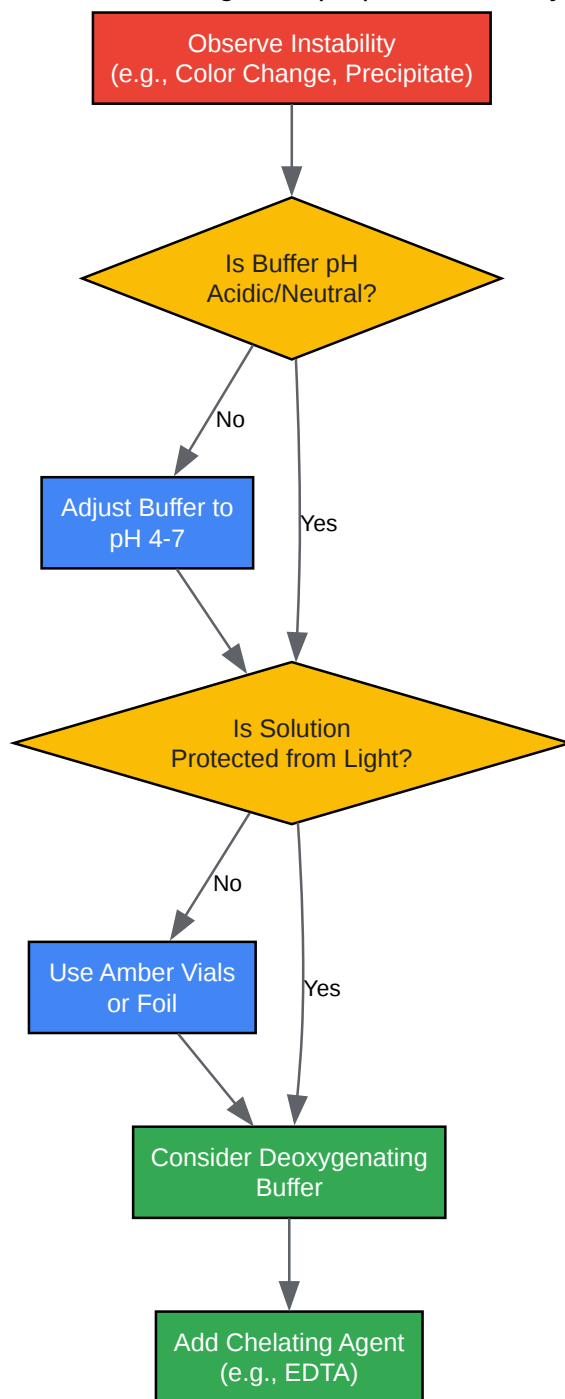 Observe Instability
(e.g., Color Change, Precipitate)
Is Buffer pH
Acidic/Neutral?
No
Yes
Adjust Buffer to
pH 4-7
Is Solution
Protected from Light?
No
Yes
Use Amber Vials
or Foil
Consider Deoxygenating
Buffer
Add Chelating Agent
(e.g., EDTA)